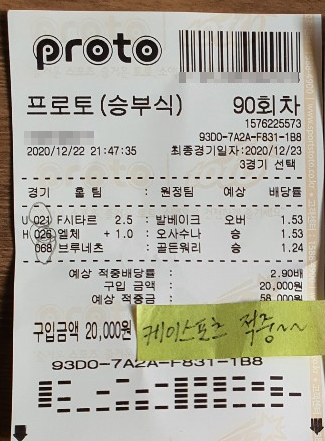 proto
프로토 (승부식) 90회차
1576225573
93D0-7A2A-F831-1B8
2020/12/22 21:47:35 최종경기일자:2020/12/23
3경기 선택
경기 홈 팀 : 원정팀 예상 배당률
U 021 F시타르 2.5 : 발베이크 오버 1.53
H 026 엘체 + 1.0 : 오사수나 승 1.53
068 브루네츠 : 골든워리 승 1.24
예상 적중배당률 : 2.90배
구입 금액 : 20,000원
예상 적중금 : 58,000원
구입금액 20,000원
케이스포츠 적중~~
93D0-7A2A-F831-1B8